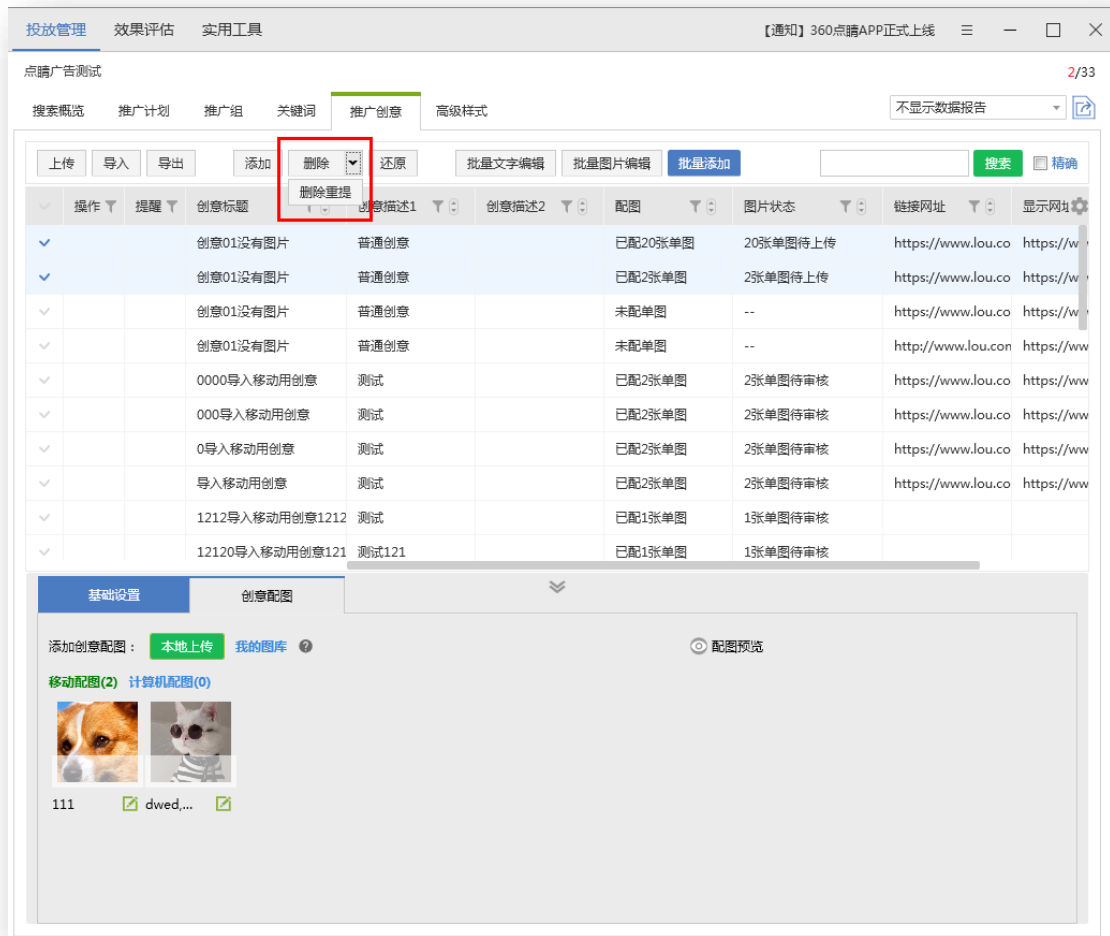 投放管理 效果评估 实用工具 【通知】360点睛APP正式上线
点睛广告测试 2/33
搜索概览 推广计划 推广组 关键词 推广创意 高级样式 不显示数据报告
上传 导入 导出 添加 删除 还原 批量文字编辑 批量图片编辑 批量添加 搜索 精确
删除重提
操作 提醒 创意标题 创意描述1 创意描述2 配图 图片状态 链接网址 显示网址
创意01没有图片 普通创意 已配20张单图 20张单图待上传 https://www.lou.co https://w
创意01没有图片 普通创意 已配2张单图 2张单图待上传 https://www.lou.co https://w
创意01没有图片 普通创意 未配单图 -- https://www.lou.co https://w
创意01没有图片 普通创意 未配单图 -- http://www.lou.con https://ww
0000导入移动用创意 测试 已配2张单图 2张单图待审核 https://www.lou.co https://ww
000导入移动用创意 测试 已配2张单图 2张单图待审核 https://www.lou.co https://ww
0导入移动用创意 测试 已配2张单图 2张单图待审核 https://www.lou.co https://ww
导入移动用创意 测试 已配2张单图 2张单图待审核 https://www.lou.co https://ww
1212导入移动用创意1212 测试 已配1张单图 1张单图待审核
12120导入移动用创意121 测试121 已配1张单图 1张单图待审核
基础设置 创意配图
添加创意配图： 本地上传 我的图库 配图预览
移动配图(2) 计算机配图(0)
111 dwed,...